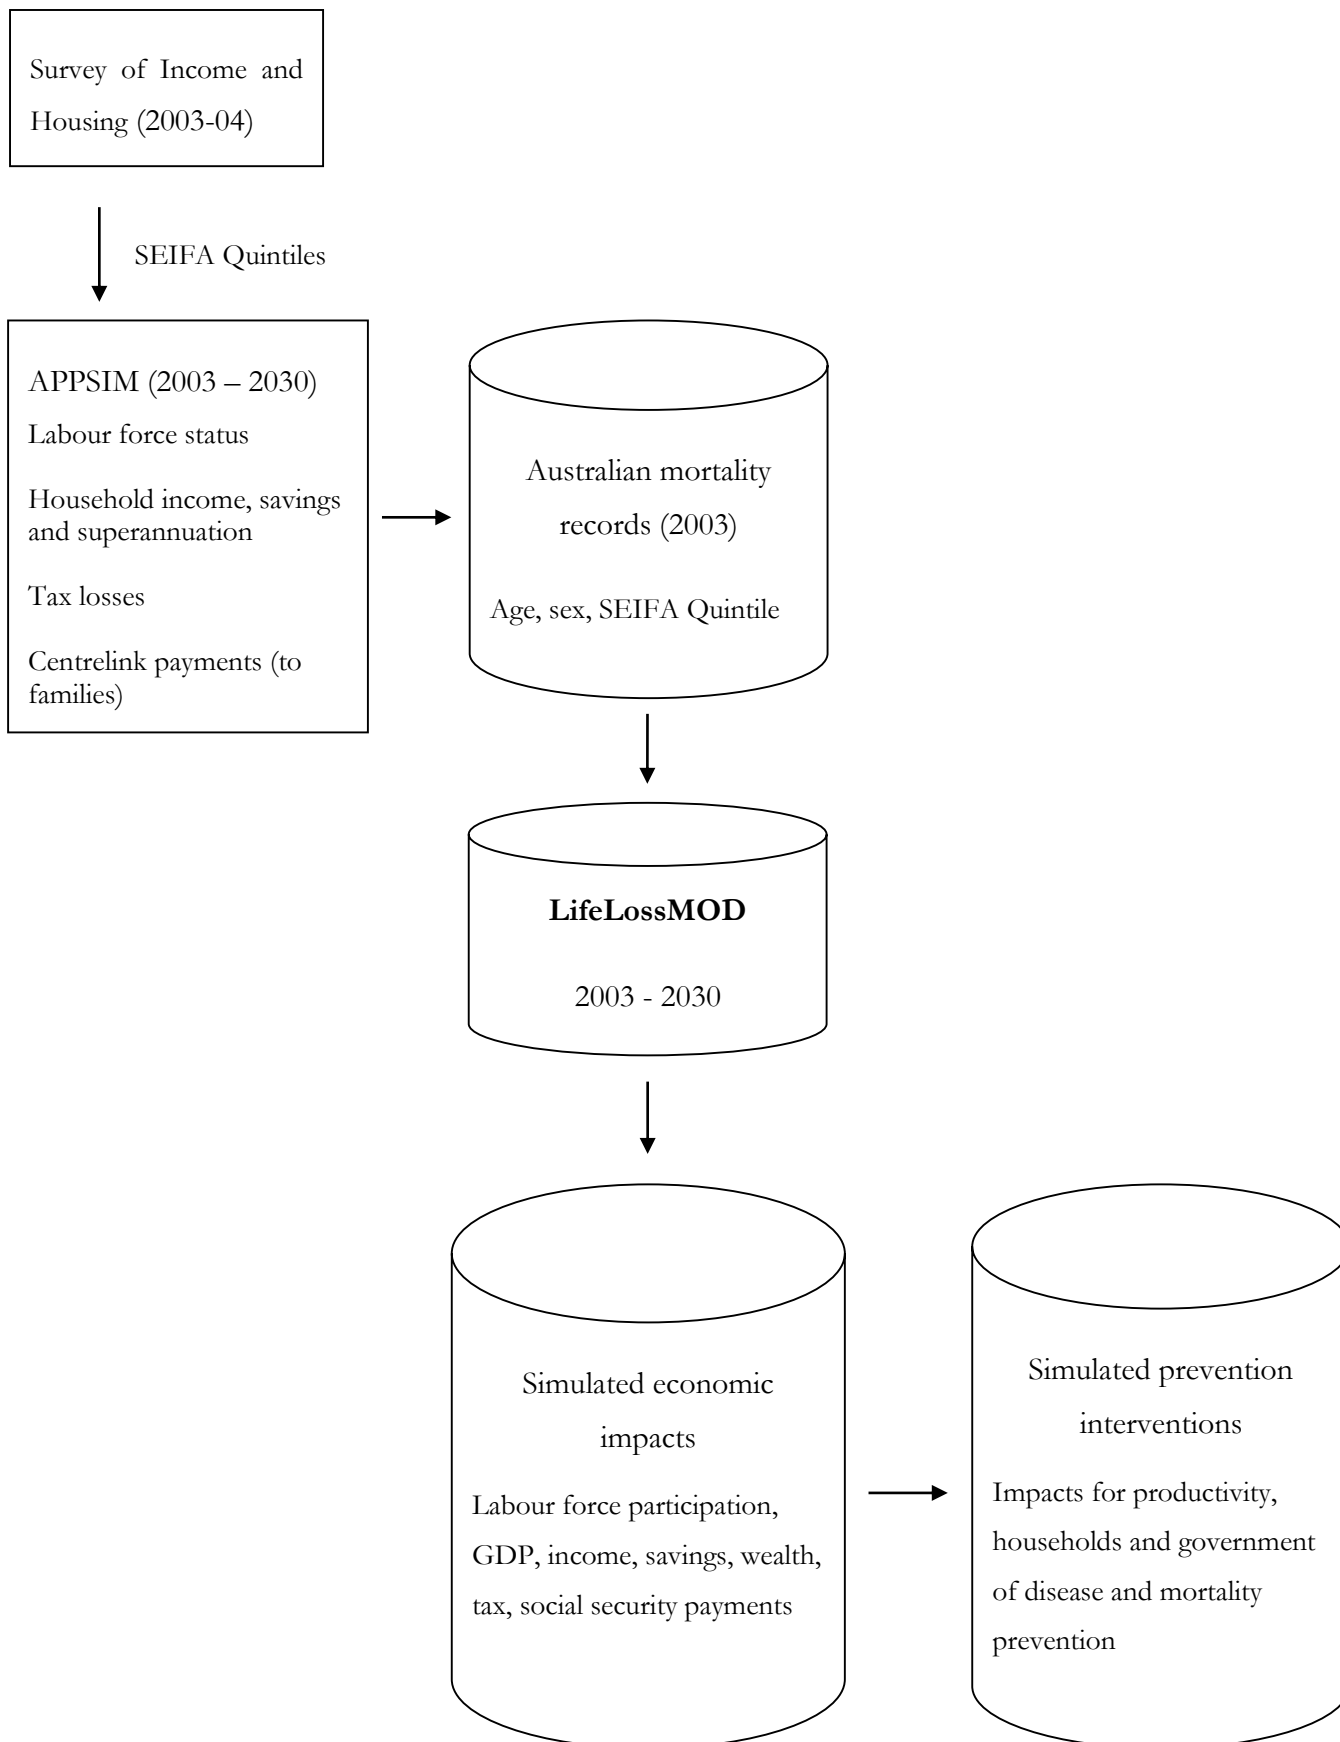 Survey of Income and
Housing (2003-04)
SEIFA Quintiles
APPSIM (2003 – 2030)
Labour force status
Household income, savings
and superannuation
Tax losses
Centrelink payments (to
families)
Australian mortality
records (2003)
Age, sex, SEIFA Quintile
LifeLossMOD
2003 - 2030
Simulated economic
impacts
Labour force participation,
GDP, income, savings, wealth,
tax, social security payments
Simulated prevention
interventions
Impacts for productivity,
households and government
of disease and mortality
prevention